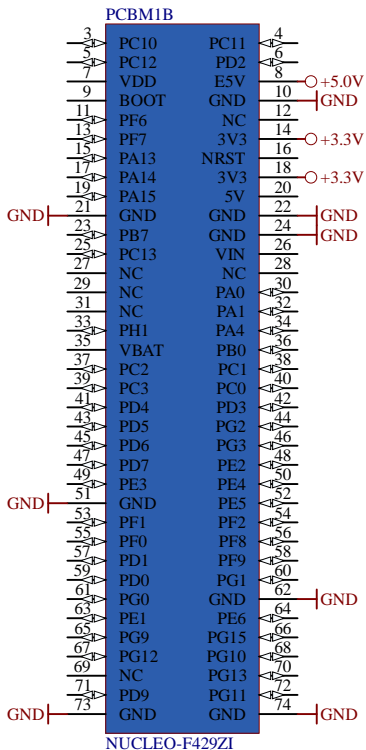 PCBM1B
3 PC10 PC11 4
5 PC12 PD2 6
7 VDD E5V 8 +5.0V
9 BOOT GND 10 GND
11 PF6 NC 12
13 PF7 3V3 14 +3.3V
15 PA13 NRST 16
17 PA14 3V3 18 +3.3V
19 PA15 5V 20
GND 21 GND GND 22 GND
23 PB7 GND 24 GND
25 PC13 VIN 26
27 NC NC 28
29 NC PA0 30
31 NC PA1 32
33 PH1 PA4 34
35 VBAT PB0 36
37 PC2 PC1 38
39 PC3 PC0 40
41 PD4 PD3 42
43 PD5 PG2 44
45 PD6 PG3 46
47 PD7 PE2 48
49 PE3 PE4 50
GND 51 GND PE5 52
53 PF1 PF2 54
55 PF0 PF8 56
57 PD1 PF9 58
59 PD0 PG1 60
61 PG0 GND 62 GND
63 PE1 PE6 64
65 PG9 PG15 66
67 PG12 PG10 68
69 NC PG13 70
71 PD9 PG11 72
GND 73 GND GND 74 GND
NUCLEO-F429ZI